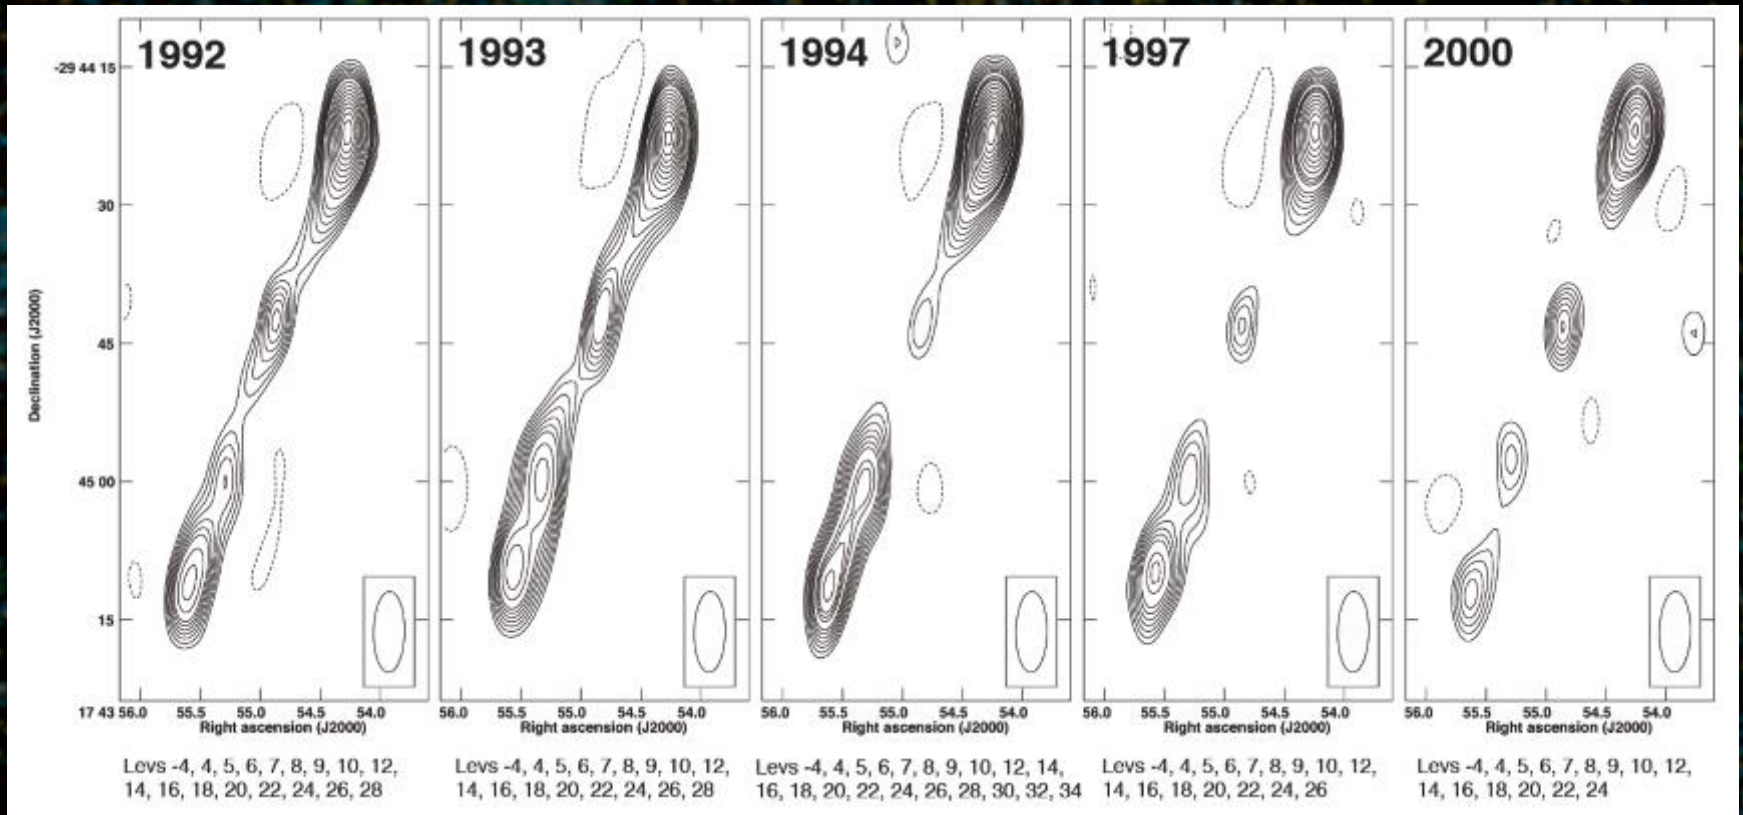 1992
1993
1994
1997
2000
-29 44 15
30
45
45 00
15
Declination (J2000)
17 43 56.0 55.5 55.0 54.5 54.0
56.0 55.5 55.0 54.5 54.0
56.0 55.5 55.0 54.5 54.0
56.0 55.5 55.0 54.5 54.0
56.0 55.5 55.0 54.5 54.0
Right ascension (J2000)
Right ascension (J2000)
Right ascension (J2000)
Right ascension (J2000)
Right ascension (J2000)
Levs -4, 4, 5, 6, 7, 8, 9, 10, 12,
14, 16, 18, 20, 22, 24, 26, 28
Levs -4, 4, 5, 6, 7, 8, 9, 10, 12,
14, 16, 18, 20, 22, 24, 26, 28
Levs -4, 4, 5, 6, 7, 8, 9, 10, 12, 14,
16, 18, 20, 22, 24, 26, 28, 30, 32, 34
Levs -4, 4, 5, 6, 7, 8, 9, 10, 12,
14, 16, 18, 20, 22, 24, 26
Levs -4, 4, 5, 6, 7, 8, 9, 10, 12,
14, 16, 18, 20, 22, 24